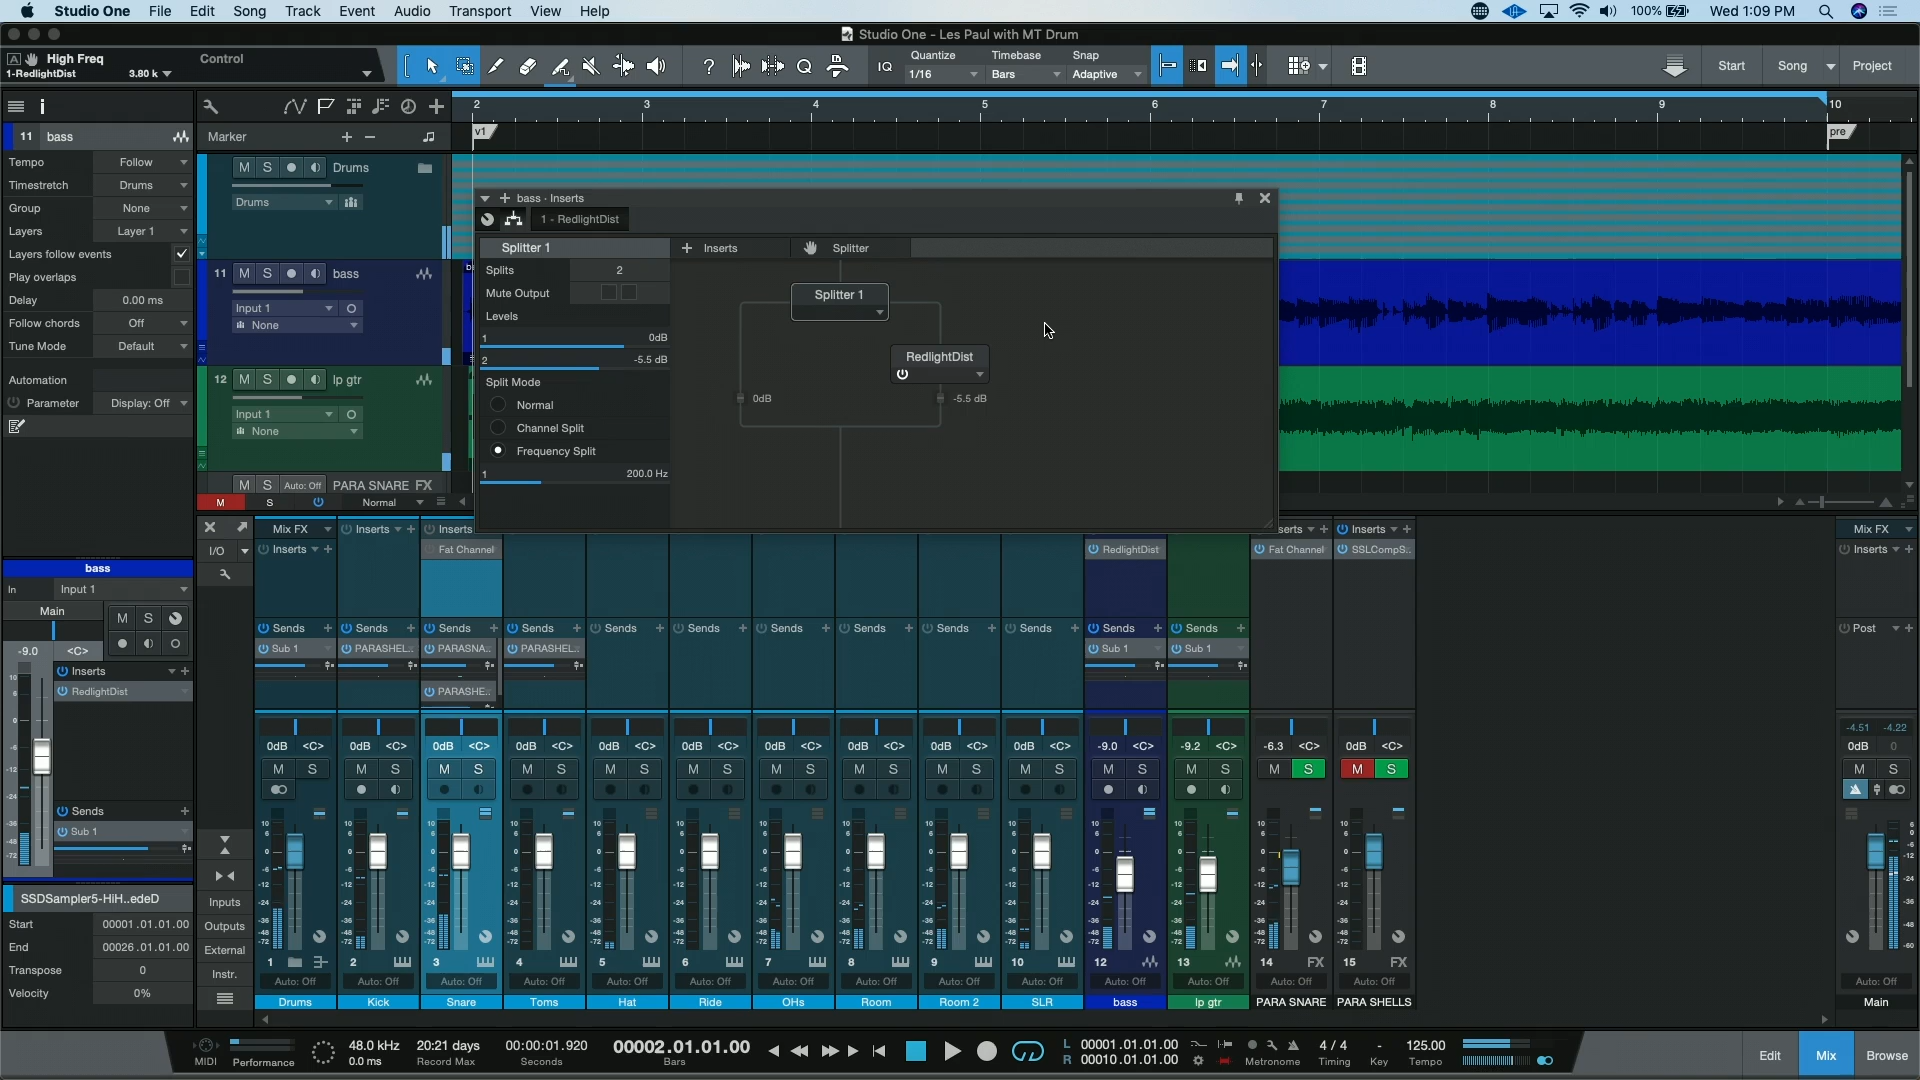 Studio One File Edit Song Track Event Audio Transport View Help 100% Wed 1:09 PM
Studio One - Les Paul with MT Drum
High Freq Control
1-RedlightDist 3.80 k
Quantize Timebase Snap
IQ 1/16 Bars Adaptive
Start Song Project
2 3 4 5 6 7 8 9 10
11 bass
Marker v1 pre
Tempo Follow
Timestretch Drums
Group None
Layers Layer 1
Layers follow events
Play overlaps
Delay 0.00 ms
Follow chords Off
Tune Mode Default
Automation
Parameter Display: Off
M S Drums
Drums
11 M S bass
Input 1
None
12 M S lp gtr
Input 1
None
M S Auto: Off PARA SNARE FX
M S Normal
bass - Inserts
1 - RedlightDist
Splitter 1 Inserts Splitter
Splits 2
Mute Output
Levels
1 0dB
2 -5.5 dB
Split Mode
Normal
Channel Split
Frequency Split
1 200.0 Hz
Splitter 1
RedlightDist
0dB -5.5 dB
bass
In Input 1
Main M S
-9.0 <C>
Inserts
RedlightDist
Sends
Sub 1
SSDSampler5-HiH..edeD
Start 00001.01.01.00
End 00026.01.01.00
Transpose 0
Velocity 0%
I/O
Inputs
Outputs
External
Instr.
Mix FX Inserts Inserts Inserts Mix FX
Inserts Fat Channel RedlightDist Fat Channel SSLCompS.. Inserts
Sends Sends Sends Sends Sends Sends Sends Sends Sends Sends Sends Sends Post
Sub 1 PARASHEL.. PARASNA.. PARASHEL.. Sub 1 Sub 1
PARASHE..
-4.51 -4.22
0dB <C> 0dB <C> 0dB <C> 0dB <C> 0dB <C> 0dB <C> 0dB <C> 0dB <C> 0dB <C> 0dB <C> -9.0 <C> -9.2 <C> -6.3 <C> 0dB <C> 0dB 0
M S M S M S M S M S M S M S M S M S M S M S M S M S M S M S
1 2 3 4 5 6 7 8 9 10 12 13 14 FX 15 FX
Auto: Off Auto: Off Auto: Off Auto: Off Auto: Off Auto: Off Auto: Off Auto: Off Auto: Off Auto: Off Auto: Off Auto: Off Auto: Off Auto: Off Auto: Off
Drums Kick Snare Toms Hat Ride OHs Room Room 2 SLR bass lp gtr PARA SNARE PARA SHELLS Main
MIDI Performance 48.0 kHz 20:21 days 00:00:01.920 00002.01.01.00 L 00001.01.01.00 4 / 4 - 125.00
0.0 ms Record Max Seconds Bars R 00010.01.01.00 Metronome Timing Key Tempo
Edit Mix Browse